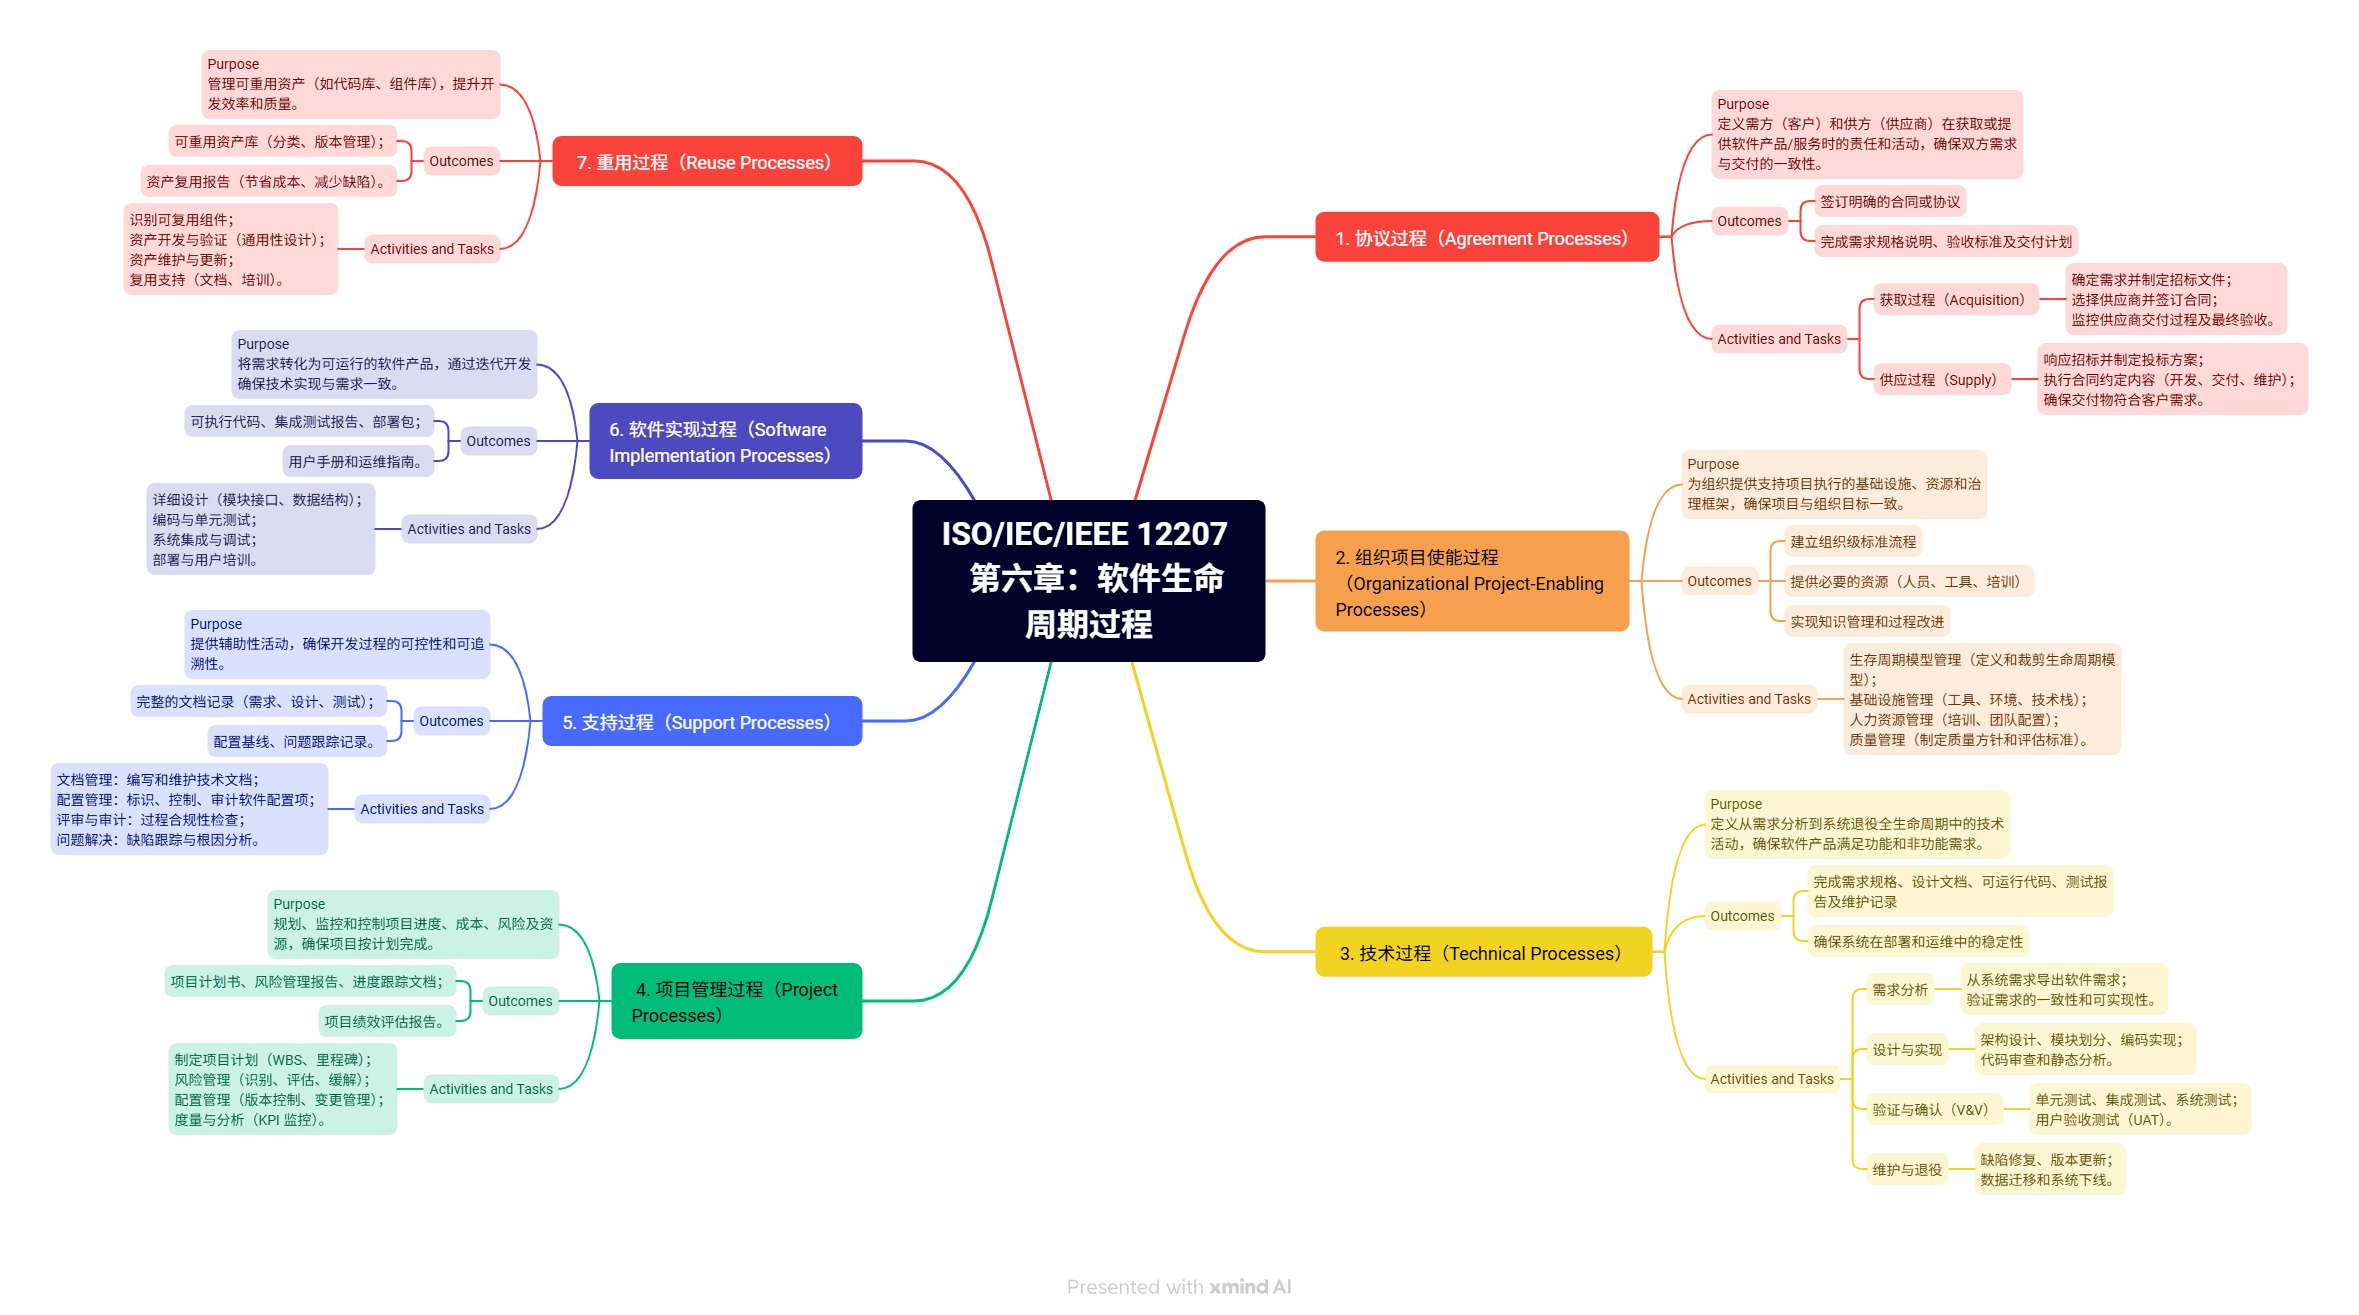 ISO/IEC/IEEE 12207
第六章：软件生命
周期过程
1. 协议过程（Agreement Processes）
Purpose
定义需方（客户）和供方（供应商）在获取或提
供软件产品/服务时的责任和活动，确保双方需求
与交付的一致性。
Outcomes
签订明确的合同或协议
完成需求规格说明、验收标准及交付计划
Activities and Tasks
获取过程（Acquisition）
确定需求并制定招标文件；
选择供应商并签订合同；
监控供应商交付过程及最终验收。
供应过程（Supply）
响应招标并制定投标方案；
执行合同约定内容（开发、交付、维护）；
确保交付物符合客户需求。
2. 组织项目使能过程
（Organizational Project-Enabling
Processes）
Purpose
为组织提供支持项目执行的基础设施、资源和治
理框架，确保项目与组织目标一致。
Outcomes
建立组织级标准流程
提供必要的资源（人员、工具、培训）
实现知识管理和过程改进
Activities and Tasks
生存周期模型管理（定义和裁剪生命周期模
型）；
基础设施管理（工具、环境、技术栈）；
人力资源管理（培训、团队配置）；
质量管理（制定质量方针和评估标准）。
3. 技术过程（Technical Processes）
Purpose
定义从需求分析到系统退役全生命周期中的技术
活动，确保软件产品满足功能和非功能需求。
Outcomes
完成需求规格、设计文档、可运行代码、测试报
告及维护记录
确保系统在部署和运维中的稳定性
Activities and Tasks
需求分析
从系统需求导出软件需求；
验证需求的一致性和可实现性。
设计与实现
架构设计、模块划分、编码实现；
代码审查和静态分析。
验证与确认（V&V）
单元测试、集成测试、系统测试；
用户验收测试（UAT）。
维护与退役
缺陷修复、版本更新；
数据迁移和系统下线。
4. 项目管理过程（Project
Processes）
Purpose
规划、监控和控制项目进度、成本、风险及资
源，确保项目按计划完成。
Outcomes
项目计划书、风险管理报告、进度跟踪文档；
项目绩效评估报告。
Activities and Tasks
制定项目计划（WBS、里程碑）；
风险管理（识别、评估、缓解）；
配置管理（版本控制、变更管理）；
度量与分析（KPI 监控）。
5. 支持过程（Support Processes）
Purpose
提供辅助性活动，确保开发过程的可控性和可追
溯性。
Outcomes
完整的文档记录（需求、设计、测试）；
配置基线、问题跟踪记录。
Activities and Tasks
文档管理：编写和维护技术文档；
配置管理：标识、控制、审计软件配置项；
评审与审计：过程合规性检查；
问题解决：缺陷跟踪与根因分析。
6. 软件实现过程（Software
Implementation Processes）
Purpose
将需求转化为可运行的软件产品，通过迭代开发
确保技术实现与需求一致。
Outcomes
可执行代码、集成测试报告、部署包；
用户手册和运维指南。
Activities and Tasks
详细设计（模块接口、数据结构）；
编码与单元测试；
系统集成与调试；
部署与用户培训。
7. 重用过程（Reuse Processes）
Purpose
管理可重用资产（如代码库、组件库），提升开
发效率和质量。
Outcomes
可重用资产库（分类、版本管理）；
资产复用报告（节省成本、减少缺陷）。
Activities and Tasks
识别可复用组件；
资产开发与验证（通用性设计）；
资产维护与更新；
复用支持（文档、培训）。
Presented with xmind AI